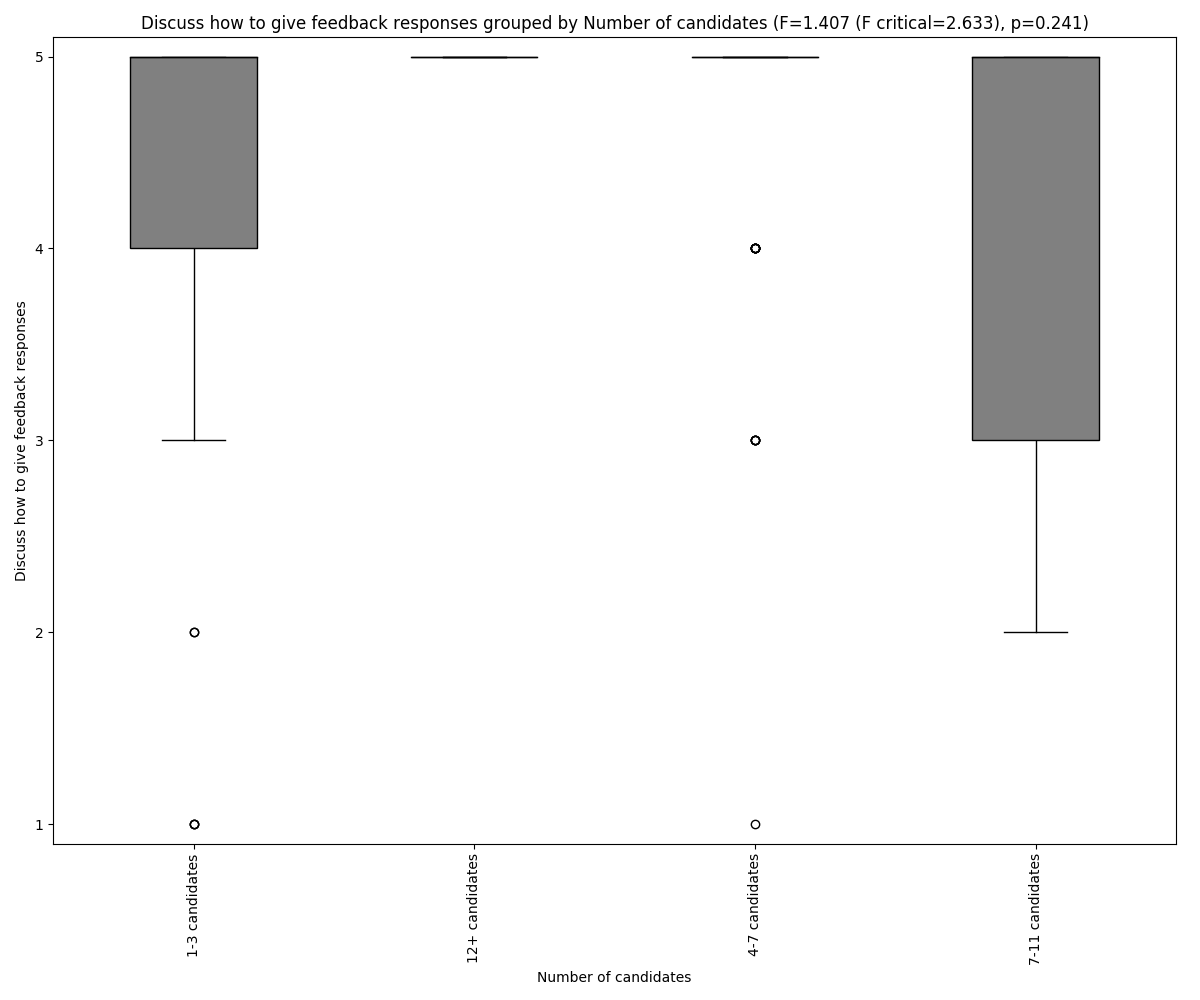 Discuss how to give feedback responses grouped by Number of candidates (F=1.407 (F critical=2.633), p=0.241)
Discuss how to give feedback responses
5
4
3
2
1
1-3 candidates
12+ candidates
4-7 candidates
7-11 candidates
Number of candidates